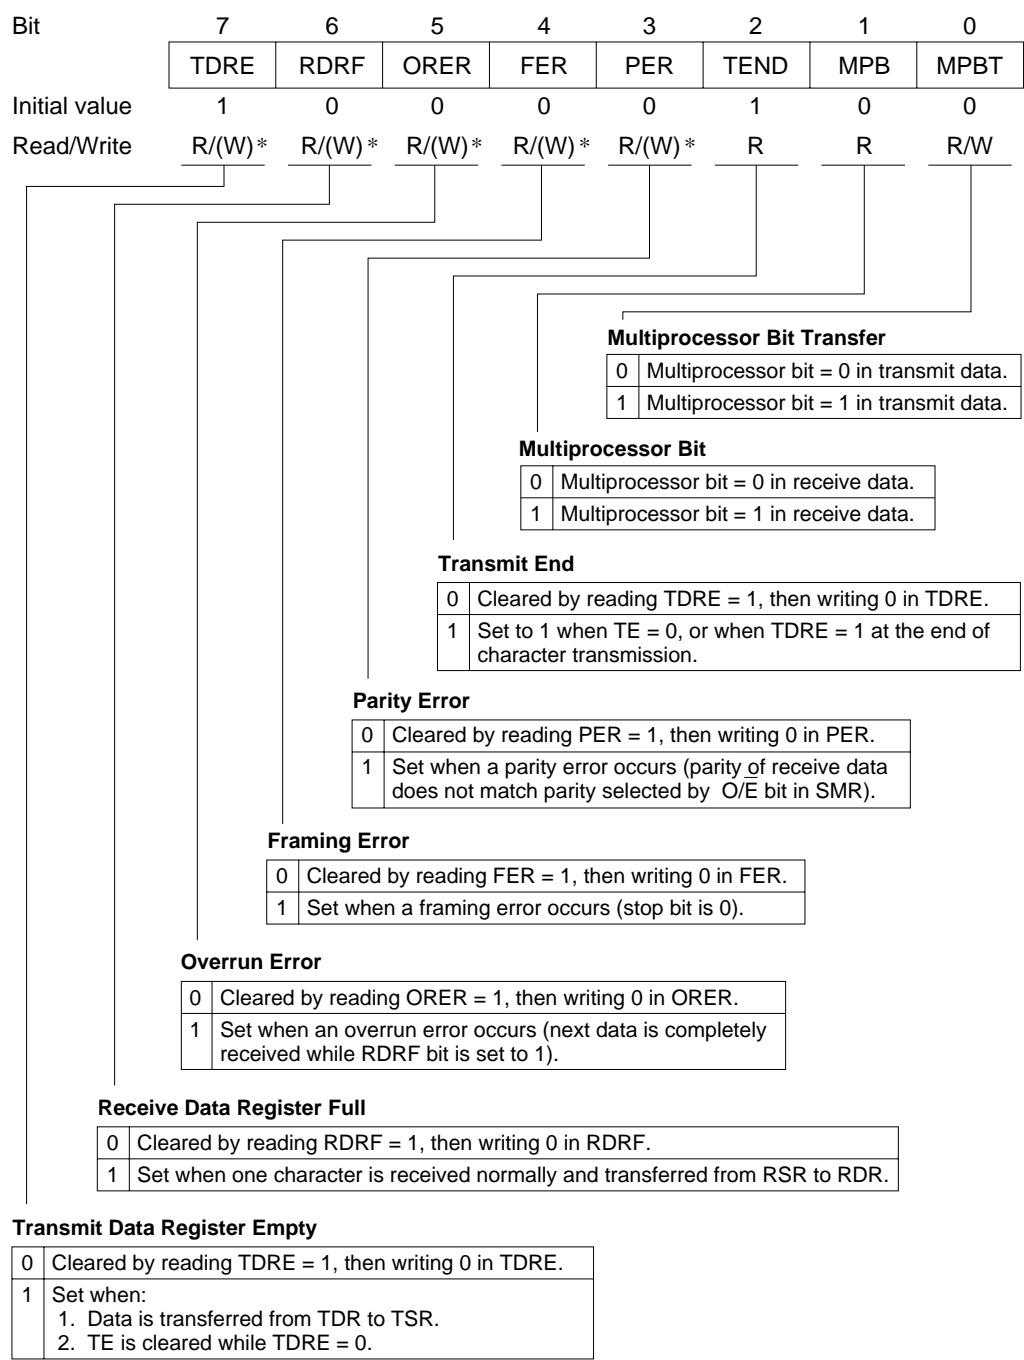 Bit 7 6 5 4 3 2 1 0
TDRE RDRF ORER FER PER TEND MPB MPBT
Initial value 1 0 0 0 0 1 0 0
Read/Write R/(W)* R/(W)* R/(W)* R/(W)* R/(W)* R R R/W
Multiprocessor Bit Transfer
0 Multiprocessor bit = 0 in transmit data.
1 Multiprocessor bit = 1 in transmit data.
Multiprocessor Bit
0 Multiprocessor bit = 0 in receive data.
1 Multiprocessor bit = 1 in receive data.
Transmit End
0 Cleared by reading TDRE = 1, then writing 0 in TDRE.
1 Set to 1 when TE = 0, or when TDRE = 1 at the end of
character transmission.
Parity Error
0 Cleared by reading PER = 1, then writing 0 in PER.
1 Set when a parity error occurs (parity of receive data
does not match parity selected by O/E̅ bit in SMR).
Framing Error
0 Cleared by reading FER = 1, then writing 0 in FER.
1 Set when a framing error occurs (stop bit is 0).
Overrun Error
0 Cleared by reading ORER = 1, then writing 0 in ORER.
1 Set when an overrun error occurs (next data is completely
received while RDRF bit is set to 1).
Receive Data Register Full
0 Cleared by reading RDRF = 1, then writing 0 in RDRF.
1 Set when one character is received normally and transferred from RSR to RDR.
Transmit Data Register Empty
0 Cleared by reading TDRE = 1, then writing 0 in TDRE.
1 Set when:
1. Data is transferred from TDR to TSR.
2. TE is cleared while TDRE = 0.